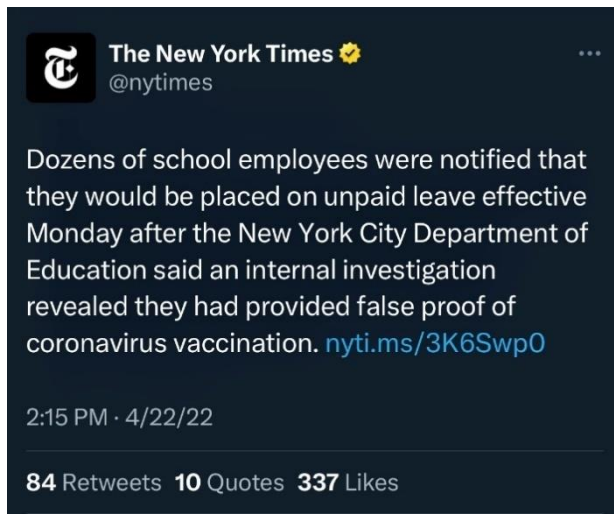 The New York Times
@nytimes
Dozens of school employees were notified that
they would be placed on unpaid leave effective
Monday after the New York City Department of
Education said an internal investigation
revealed they had provided false proof of
coronavirus vaccination. nyti.ms/3K6Swp0
2:15 PM · 4/22/22
84 Retweets 10 Quotes 337 Likes